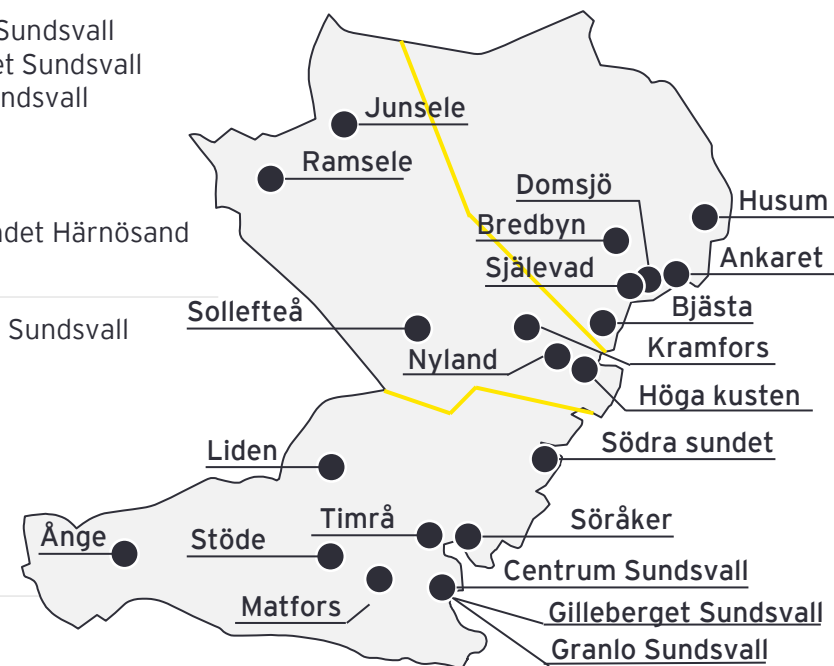 Sundsvall
et Sundsvall
ndsvall
ndet Härnösand
Sundsvall
Junsele
Ramsele
Domsjö
Husum
Bredbyn
Själevad
Ankaret
Sollefteå
Bjästa
Nyland
Kramfors
Höga kusten
Liden
Södra sundet
Timrå
Söråker
Ånge
Stöde
Centrum Sundsvall
Matfors
Gilleberget Sundsvall
Granlo Sundsvall